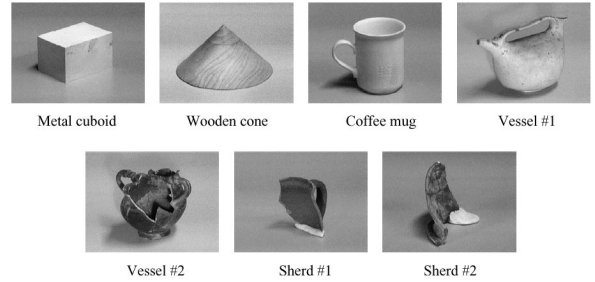 Metal cuboid
Wooden cone
Coffee mug
Vessel #1
Vessel #2
Sherd #1
Sherd #2